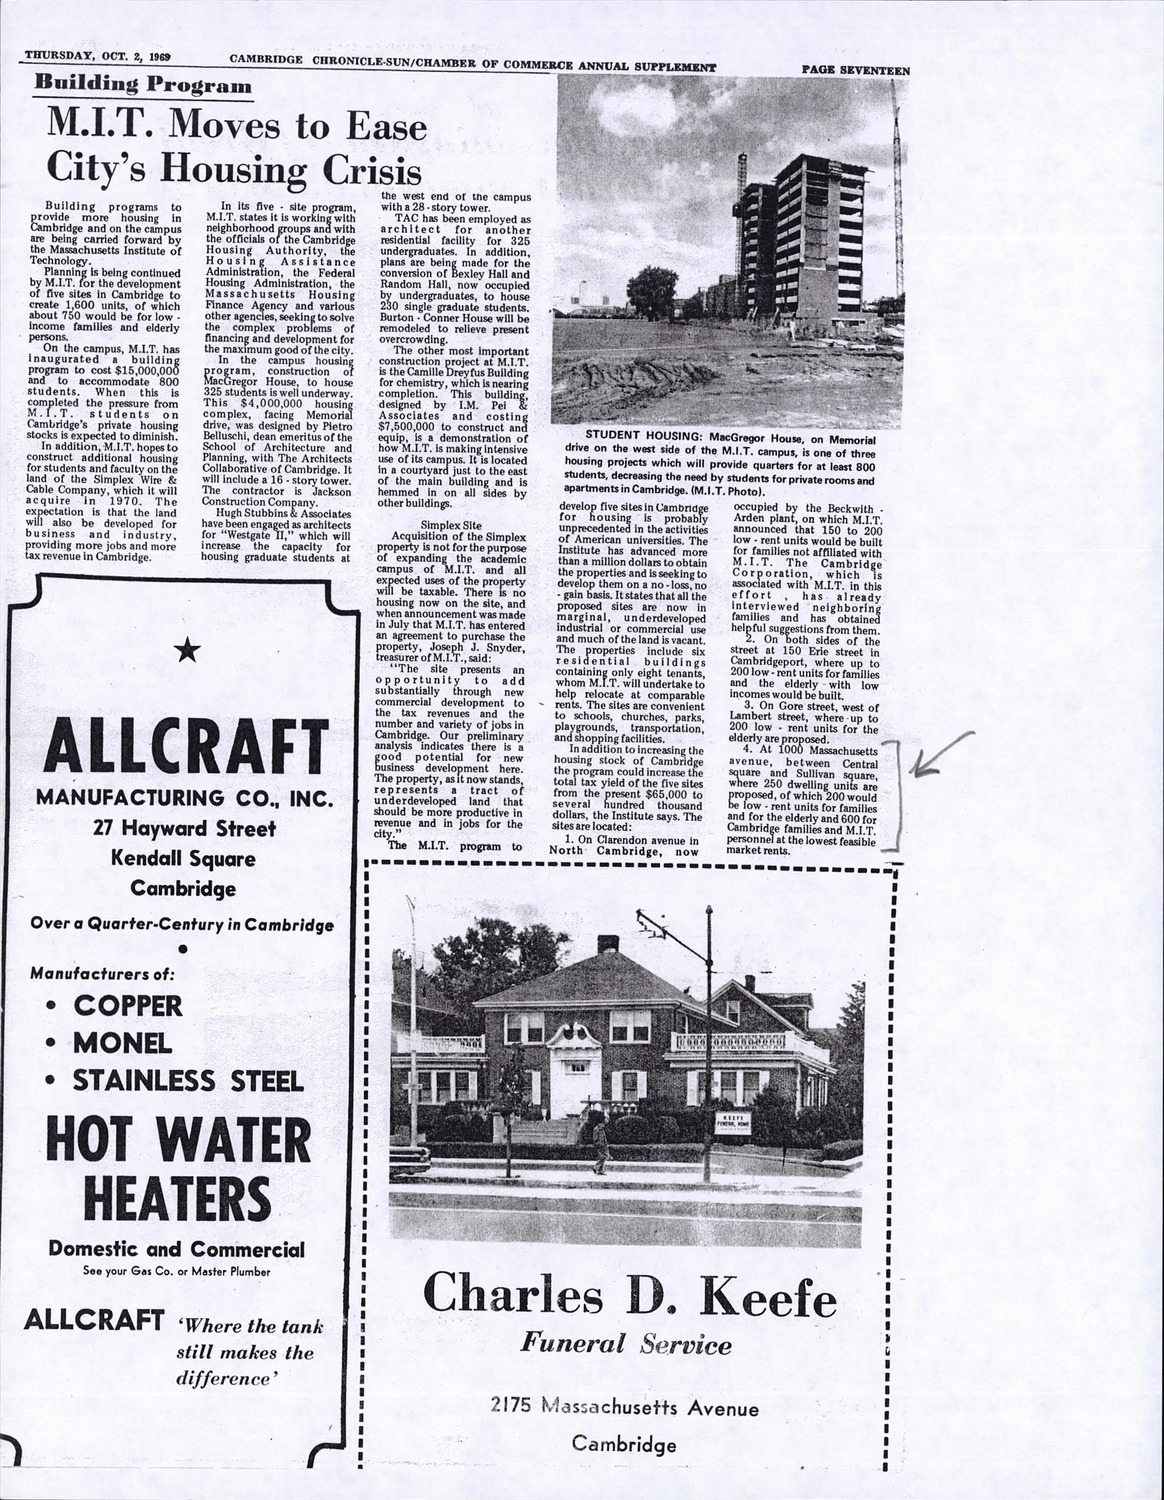 THURSDAY, OCT. 2, 1969
CAMBRIDGE CHRONICLE-SUN/CHAMBER OF COMMERCE ANNUAL SUPPLEMENT
PAGE SEVENTEEN
Building Program
M.I.T. Moves to Ease
City's Housing Crisis
Building programs to
provide more housing in
Cambridge and on the campus
are being carried forward by
the Massachusetts Institute of
Technology.
Planning is being continued
by M.I.T. for the development
of five sites in Cambridge to
create 1,600 units, of which
about 750 would be for low -
income families and elderly
persons.
On the campus, M.I.T. has
inaugurated a building
program to cost $15,000,000
and to accommodate 800
students. When this is
completed the pressure from
M.I.T. students on
Cambridge's private housing
stocks is expected to diminish.
In addition, M.I.T. hopes to
construct additional housing
for students and faculty on the
land of the Simplex Wire &
Cable Company, which it will
acquire in 1970. The
expectation is that the land
will also be developed for
business and industry,
providing more jobs and more
tax revenue in Cambridge.
In its five - site program,
M.I.T. states it is working with
neighborhood groups and with
the officials of the Cambridge
Housing Authority, the
Housing Assistance
Administration, the Federal
Housing Administration, the
Massachusetts Housing
Finance Agency and various
other agencies, seeking to solve
the complex problems of
financing and development for
the maximum good of the city.
In the campus housing
program, construction of
MacGregor House, to house
325 students is well underway.
This $4,000,000 housing
complex, facing Memorial
drive, was designed by Pietro
Belluschi, dean emeritus of the
School of Architecture and
Planning, with The Architects
Collaborative of Cambridge. It
will include a 16 - story tower.
The contractor is Jackson
Construction Company.
Hugh Stubbins & Associates
have been engaged as architects
for "Westgate II," which will
increase the capacity for
housing graduate students at
the west end of the campus
with a 28 - story tower.
TAC has been employed as
architect for another
residential facility for 325
undergraduates. In addition,
plans are being made for the
conversion of Bexley Hall and
Random Hall, now occupied
by undergraduates, to house
230 single graduate students.
Burton - Conner House will be
remodeled to relieve present
overcrowding.
The other most important
construction project at M.I.T.
is the Camille Dreyfus Building
for chemistry, which is nearing
completion. This building,
designed by I.M. Pei &
Associates and costing
$7,500,000 to construct and
equip, is a demonstration of
how M.I.T. is making intensive
use of its campus. It is located
in a courtyard just to the east
of the main building and is
hemmed in on all sides by
other buildings.
Simplex Site
Acquisition of the Simplex
property is not for the purpose
of expanding the academic
campus of M.I.T. and all
expected uses of the property
will be taxable. There is no
housing now on the site, and
when announcement was made
in July that M.I.T. has entered
an agreement to purchase the
property, Joseph J. Snyder,
treasurer of M.I.T., said:
"The site presents an
opportunity to add
substantially through new
commercial development to
the tax revenues and the
number and variety of jobs in
Cambridge. Our preliminary
analysis indicates there is a
good potential for new
business development here.
The property, as it now stands,
represents a tract of
underdeveloped land that
should be more productive in
revenue and in jobs for the
city."
The M.I.T. program to
STUDENT HOUSING: MacGregor House, on Memorial
drive on the west side of the M.I.T. campus, is one of three
housing projects which will provide quarters for at least 800
students, decreasing the need by students for private rooms and
apartments in Cambridge. (M.I.T. Photo).
develop five sites in Cambridge
for housing is probably
unprecedented in the activities
of American universities. The
Institute has advanced more
than a million dollars to obtain
the properties and is seeking to
develop them on a no - loss, no
- gain basis. It states that all the
proposed sites are now in
marginal, underdeveloped
industrial or commercial use
and much of the land is vacant.
The properties include six
residential buildings
containing only eight tenants,
whom M.I.T. will undertake to
help relocate at comparable
rents. The sites are convenient
to schools, churches, parks,
playgrounds, transportation,
and shopping facilities.
In addition to increasing the
housing stock of Cambridge
the program could increase the
total tax yield of the five sites
from the present $65,000 to
several hundred thousand
dollars, the Institute says. The
sites are located:
1. On Clarendon avenue in
North Cambridge, now
occupied by the Beckwith -
Arden plant, on which M.I.T.
announced that 150 to 200
low - rent units would be built
for families not affiliated with
M.I.T. The Cambridge
Corporation, which is
associated with M.I.T. in this
effort , has already
interviewed neighboring
families and has obtained
helpful suggestions from them.
2. On both sides of the
street at 150 Erie street in
Cambridgeport, where up to
200 low - rent units for families
and the elderly with low
incomes would be built.
3. On Gore street, west of
Lambert street, where up to
200 low - rent units for the
elderly are proposed.
4. At 1000 Massachusetts
avenue, between Central
square and Sullivan square,
where 250 dwelling units are
proposed, of which 200 would
be low - rent units for families
and for the elderly and 600 for
Cambridge families and M.I.T.
personnel at the lowest feasible
market rents.
ALLCRAFT
MANUFACTURING CO., INC.
27 Hayward Street
Kendall Square
Cambridge
Over a Quarter-Century in Cambridge
Manufacturers of:
• COPPER
• MONEL
• STAINLESS STEEL
HOT WATER
HEATERS
Domestic and Commercial
See your Gas Co. or Master Plumber
ALLCRAFT 'Where the tank
still makes the
difference'
KEEFE
FUNERAL HOME
Charles D. Keefe
Funeral Service
2175 Massachusetts Avenue
Cambridge